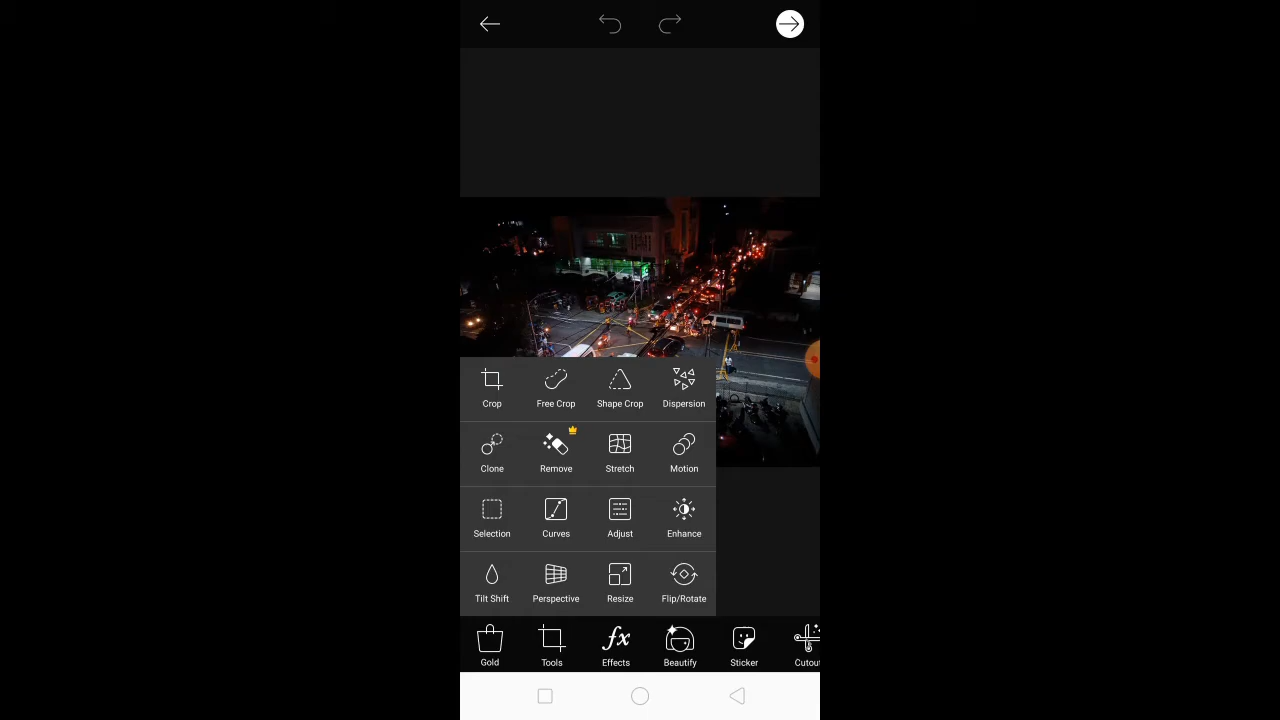 Crop Free Crop Shape Crop Dispersion
Clone Remove Stretch Motion
Selection Curves Adjust Enhance
Tilt Shift Perspective Resize Flip/Rotate
Gold Tools Effects Beautify Sticker Cutout